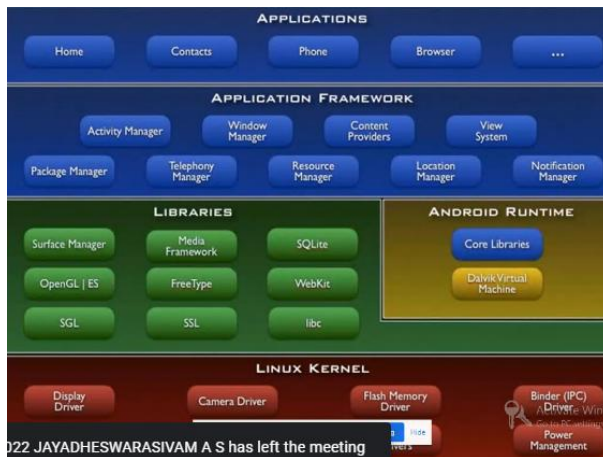 APPLICATIONS
Home Contacts Phone Browser ...
APPLICATION FRAMEWORK
Activity Manager Window Manager Content Providers View System
Package Manager Telephony Manager Resource Manager Location Manager Notification Manager
LIBRARIES
Surface Manager Media Framework SQLite
OpenGL | ES FreeType WebKit
SGL SSL libc
ANDROID RUNTIME
Core Libraries
Dalvik Virtual Machine
LINUX KERNEL
Display Driver Camera Driver Flash Memory Driver Binder (IPC) Driver
Power Management
Hide
022 JAYADHESWARASIVAM A S has left the meeting
Activate Win